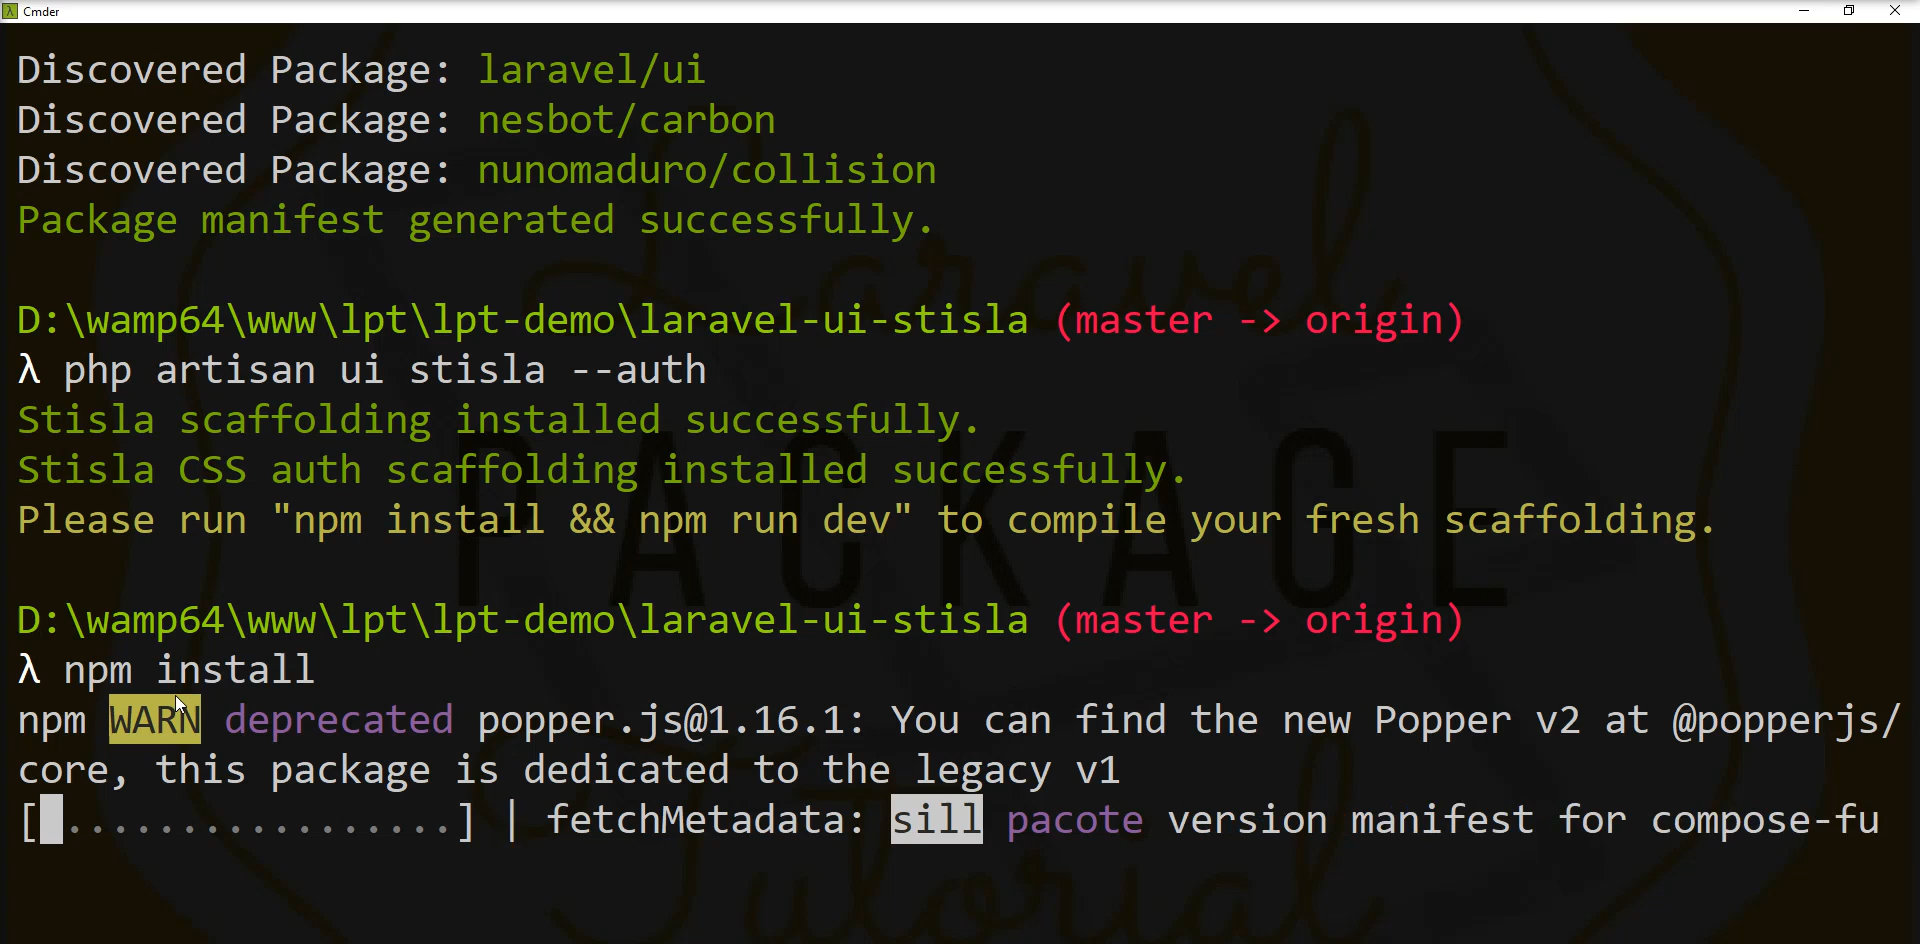 Cmder
Discovered Package: laravel/ui
Discovered Package: nesbot/carbon
Discovered Package: nunomaduro/collision
Package manifest generated successfully.
D:\wamp64\www\lpt\lpt-demo\laravel-ui-stisla (master -> origin)
λ php artisan ui stisla --auth
Stisla scaffolding installed successfully.
Stisla CSS auth scaffolding installed successfully.
Please run "npm install && npm run dev" to compile your fresh scaffolding.
D:\wamp64\www\lpt\lpt-demo\laravel-ui-stisla (master -> origin)
λ npm install
npm WARN deprecated popper.js@1.16.1: You can find the new Popper v2 at @popperjs/
core, this package is dedicated to the legacy v1
[ .................] | fetchMetadata: sill pacote version manifest for compose-fu
Laravel
PACKAGE
Tutorial